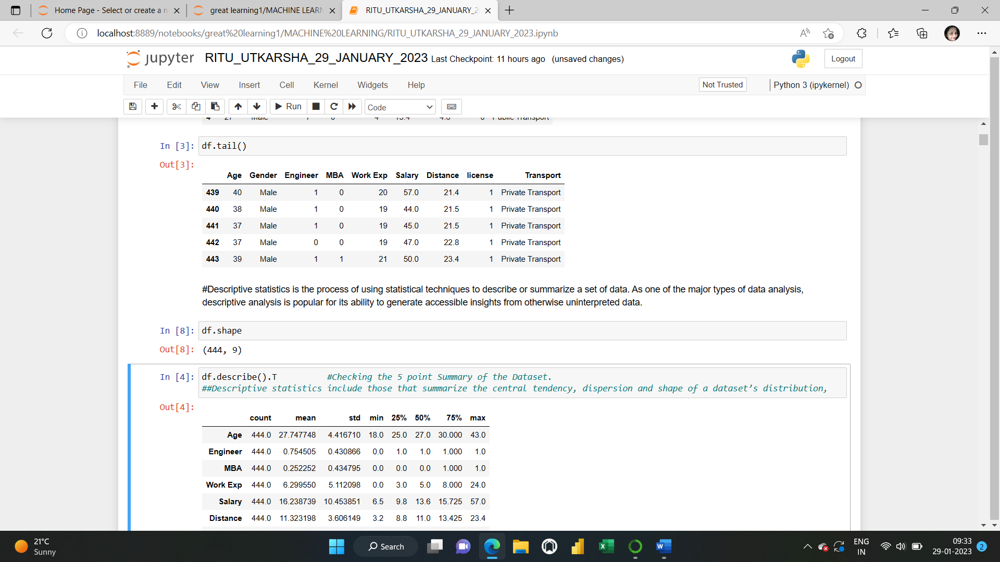 Home Page - Select or create a n
great learning1/MACHINE LEARN
RITU_UTKARSHA_29_JANUARY_2
localhost:8889/notebooks/great%20learning1/MACHINE%20LEARNING/RITU_UTKARSHA_29_JANUARY_2023.ipynb
jupyter RITU_UTKARSHA_29_JANUARY_2023 Last Checkpoint: 11 hours ago (unsaved changes)
Logout
File Edit View Insert Cell Kernel Widgets Help
Not Trusted
Python 3 (ipykernel)
Run
Code
4 27 Male 1 0 4 13.4 4.6 0 Public Transport
In [3]: df.tail()
Out[3]:
Age Gender Engineer MBA Work Exp Salary Distance license Transport
439 40 Male 1 0 20 57.0 21.4 1 Private Transport
440 38 Male 1 0 19 44.0 21.5 1 Private Transport
441 37 Male 1 0 19 45.0 21.5 1 Private Transport
442 37 Male 0 0 19 47.0 22.8 1 Private Transport
443 39 Male 1 1 21 50.0 23.4 1 Private Transport
#Descriptive statistics is the process of using statistical techniques to describe or summarize a set of data. As one of the major types of data analysis,
descriptive analysis is popular for its ability to generate accessible insights from otherwise uninterpreted data.
In [8]: df.shape
Out[8]: (444, 9)
In [4]: df.describe().T #Checking the 5 point Summary of the Dataset.
##Descriptive statistics include those that summarize the central tendency, dispersion and shape of a dataset’s distribution,
Out[4]:
count mean std min 25% 50% 75% max
Age 444.0 27.747748 4.416710 18.0 25.0 27.0 30.000 43.0
Engineer 444.0 0.754505 0.430866 0.0 1.0 1.0 1.000 1.0
MBA 444.0 0.252252 0.434795 0.0 0.0 0.0 1.000 1.0
Work Exp 444.0 6.299550 5.112098 0.0 3.0 5.0 8.000 24.0
Salary 444.0 16.238739 10.453851 6.5 9.8 13.6 15.725 57.0
Distance 444.0 11.323198 3.606149 3.2 8.8 11.0 13.425 23.4
21°C
Sunny
Search
ENG
IN
09:33
29-01-2023
2